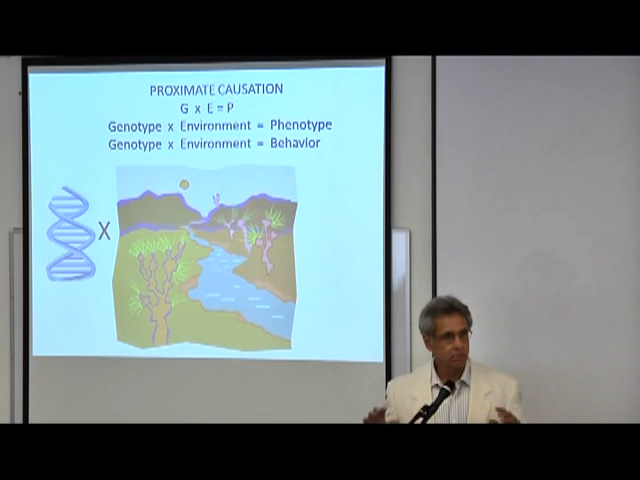 PROXIMATE CAUSATION
G x E = P
Genotype x Environment = Phenotype
Genotype x Environment = Behavior
X